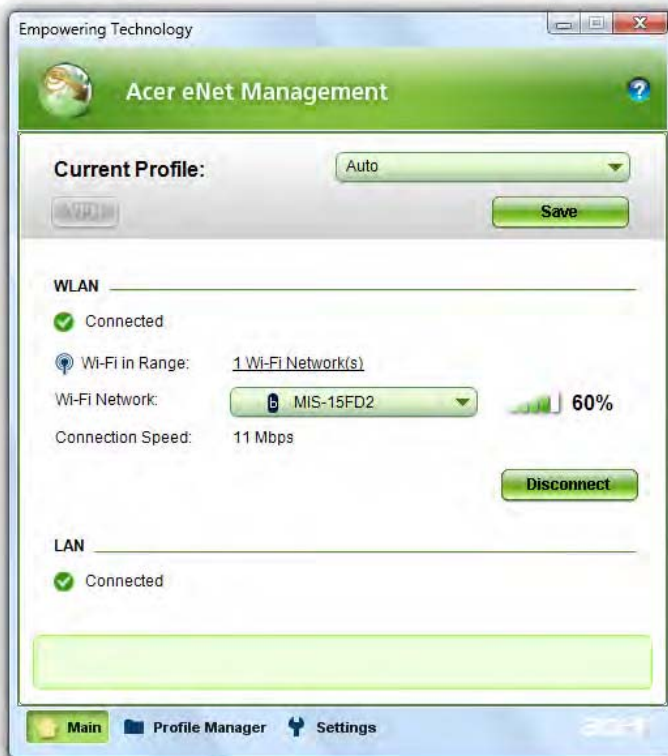 Empowering Technology
Acer eNet Management
Current Profile: Auto
Save
WLAN
Connected
Wi-Fi in Range: 1 Wi-Fi Network(s)
Wi-Fi Network: b MIS-15FD2 60%
Connection Speed: 11 Mbps
Disconnect
LAN
Connected
Main Profile Manager Settings acer